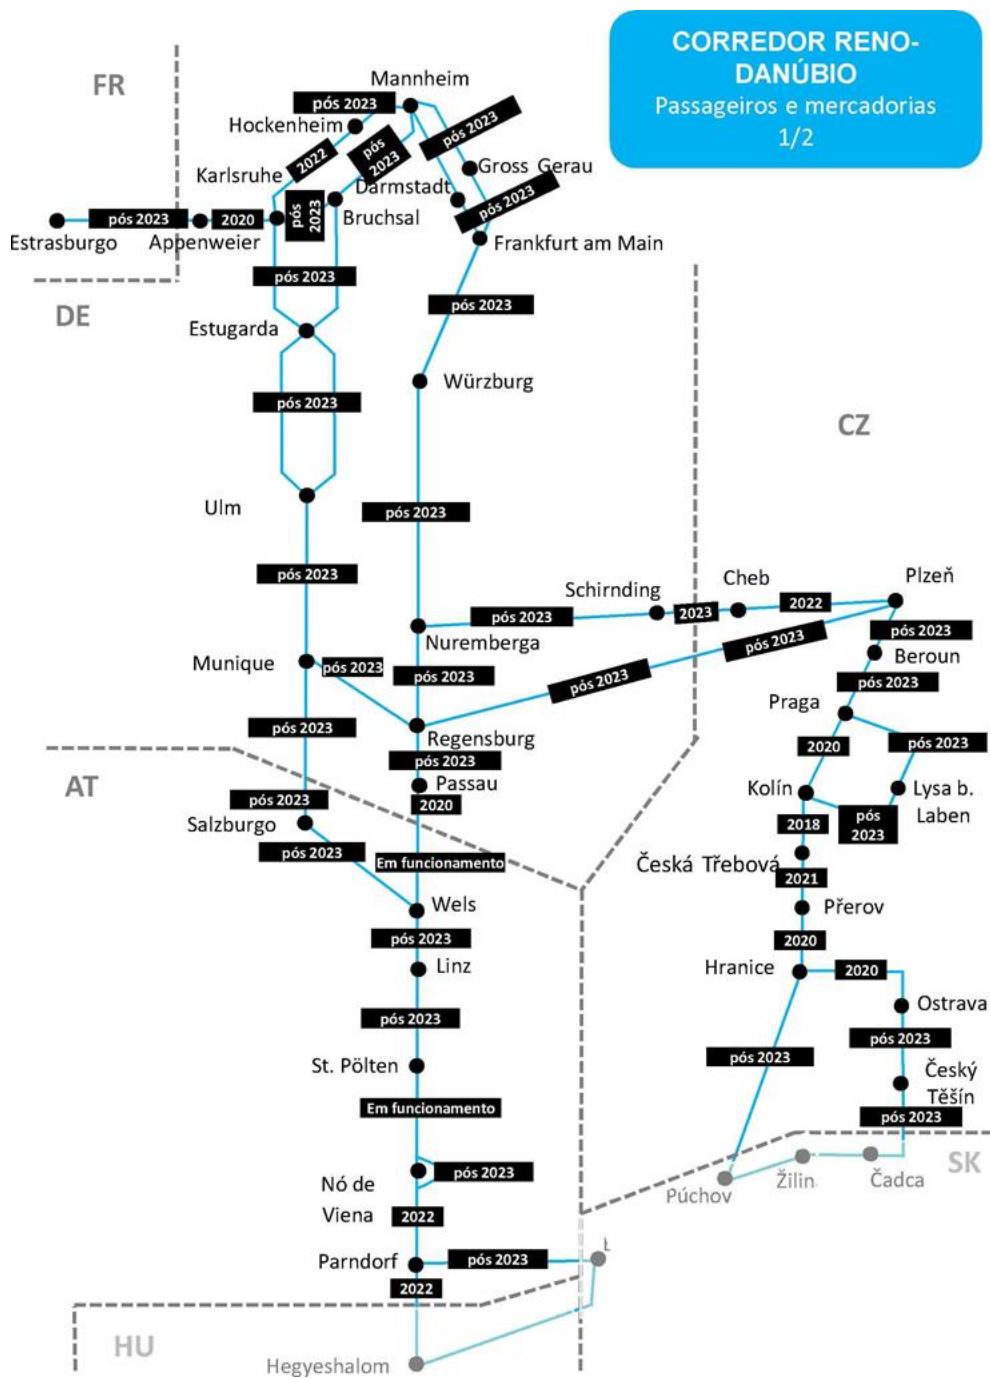 CORREDOR RENO-
DANÚBIO
Passageiros e mercadorias
1/2
FR
Mannheim
pós 2023
Hockenheim
pós 2023
2022
pós
2023
Karlsruhe
Gross Gerau
Darmstadt
pós 2023
pós
2023
Bruchsal
pós 2023
2020
Estrasburgo
Appenweier
Frankfurt am Main
pós 2023
pós 2023
DE
Estugarda
Würzburg
pós 2023
CZ
Ulm
pós 2023
pós 2023
Schirnding
Cheb
Plzeň
pós 2023
2023
2022
Nuremberga
pós 2023
pós 2023
Beroun
Munique
pós 2023
pós 2023
pós 2023
pós 2023
Praga
pós 2023
Regensburg
2020
pós 2023
pós 2023
AT
Passau
Kolín
Lysa b.
Laben
pós 2023
2020
2018
pós
2023
Salzburgo
pós 2023
Em funcionamento
Česká Třebová
2021
Wels
Přerov
pós 2023
2020
Linz
Hranice
2020
Ostrava
pós 2023
pós 2023
pós 2023
St. Pölten
Český
Těšín
Em funcionamento
pós 2023
SK
Púchov
Žilin
Čadca
pós 2023
Nó de
Viena
2022
Parndorf
pós 2023
2022
HU
Hegyeshalom